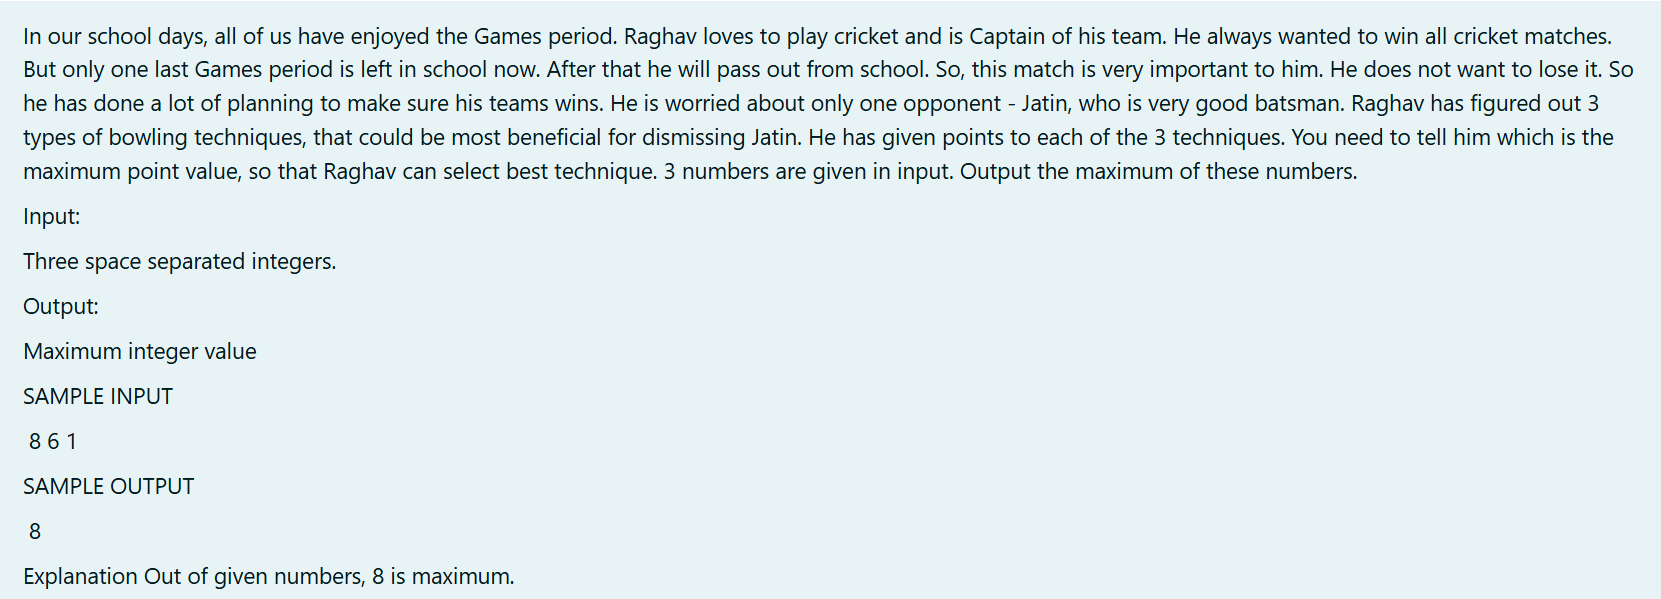 In our school days, all of us have enjoyed the Games period. Raghav loves to play cricket and is Captain of his team. He always wanted to win all cricket matches.
But only one last Games period is left in school now. After that he will pass out from school. So, this match is very important to him. He does not want to lose it. So
he has done a lot of planning to make sure his teams wins. He is worried about only one opponent - Jatin, who is very good batsman. Raghav has figured out 3
types of bowling techniques, that could be most beneficial for dismissing Jatin. He has given points to each of the 3 techniques. You need to tell him which is the
maximum point value, so that Raghav can select best technique. 3 numbers are given in input. Output the maximum of these numbers.
Input:
Three space separated integers.
Output:
Maximum integer value
SAMPLE INPUT
8 6 1
SAMPLE OUTPUT
8
Explanation Out of given numbers, 8 is maximum.